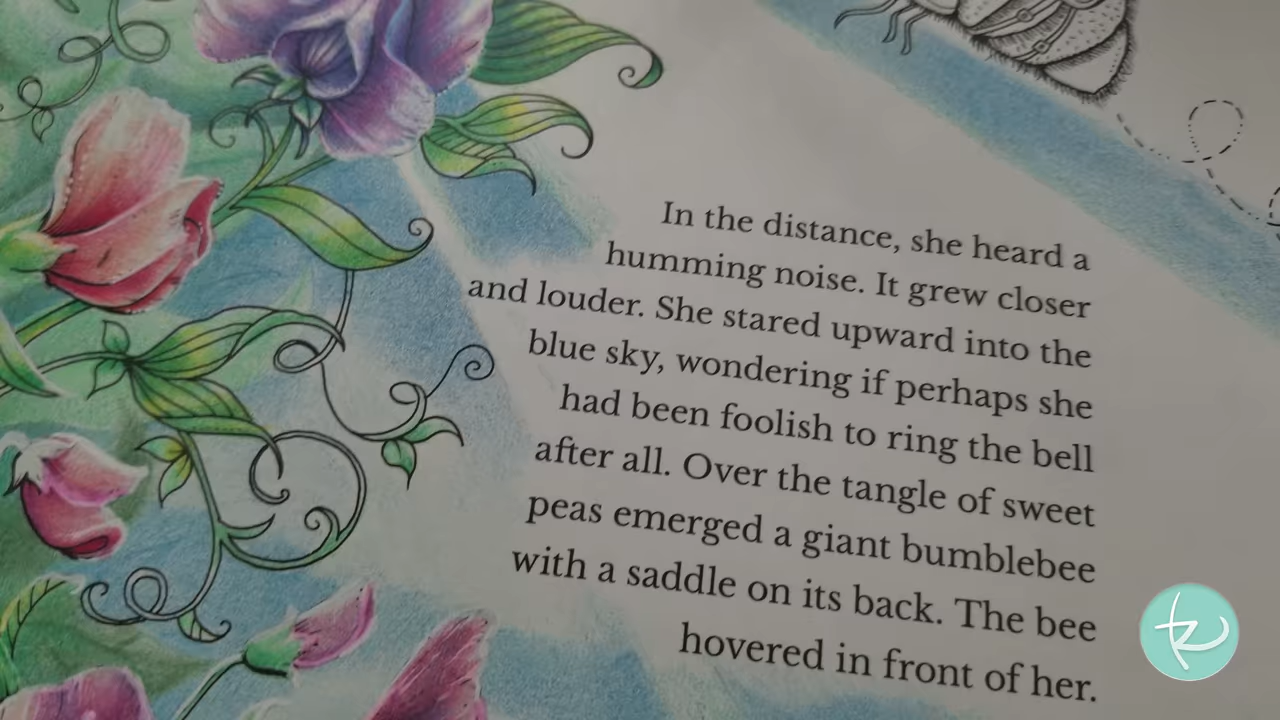 In the distance, she heard a
humming noise. It grew closer
and louder. She stared upward into the
blue sky, wondering if perhaps she
had been foolish to ring the bell
after all. Over the tangle of sweet
peas emerged a giant bumblebee
with a saddle on its back. The bee
hovered in front of her.